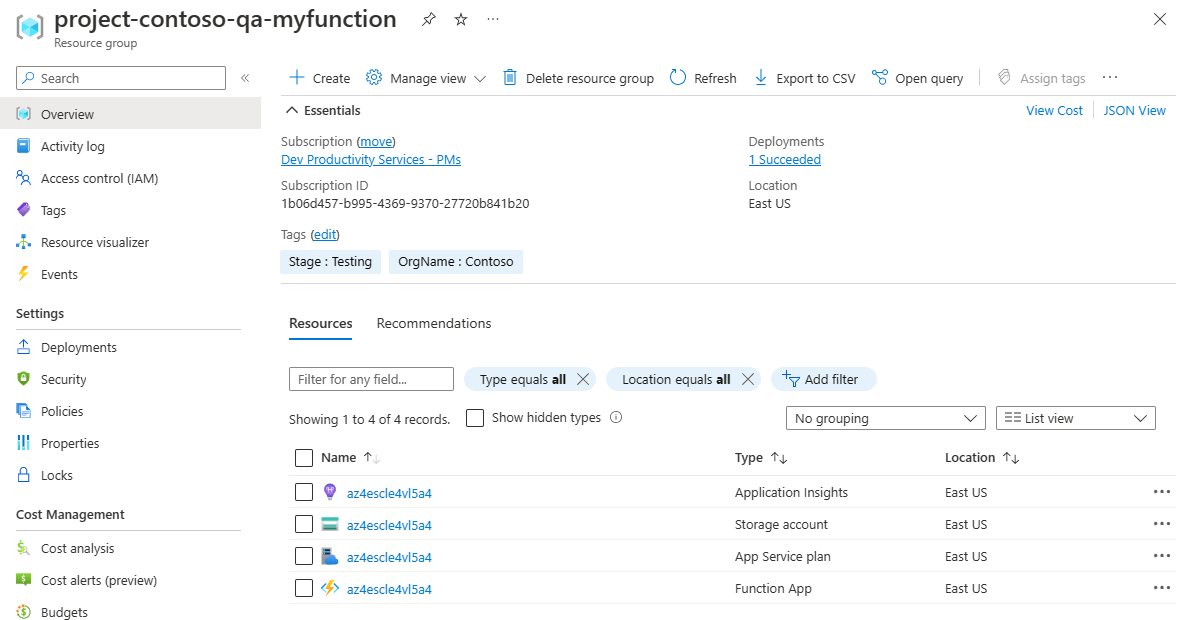 project-contoso-qa-myfunction
Resource group
Search
Overview
Activity log
Access control (IAM)
Tags
Resource visualizer
Events
Settings
Deployments
Security
Policies
Properties
Locks
Cost Management
Cost analysis
Cost alerts (preview)
Budgets
Create Manage view Delete resource group Refresh Export to CSV Open query Assign tags
Essentials View Cost JSON View
Subscription (move)
Dev Productivity Services - PMs
Subscription ID
1b06d457-b995-4369-9370-27720b841b20
Deployments
1 Succeeded
Location
East US
Tags (edit)
Stage : Testing OrgName : Contoso
Resources Recommendations
Filter for any field... Type equals all Location equals all Add filter
Showing 1 to 4 of 4 records. Show hidden types No grouping List view
Name Type Location
az4escle4vl5a4 Application Insights East US
az4escle4vl5a4 Storage account East US
az4escle4vl5a4 App Service plan East US
az4escle4vl5a4 Function App East US